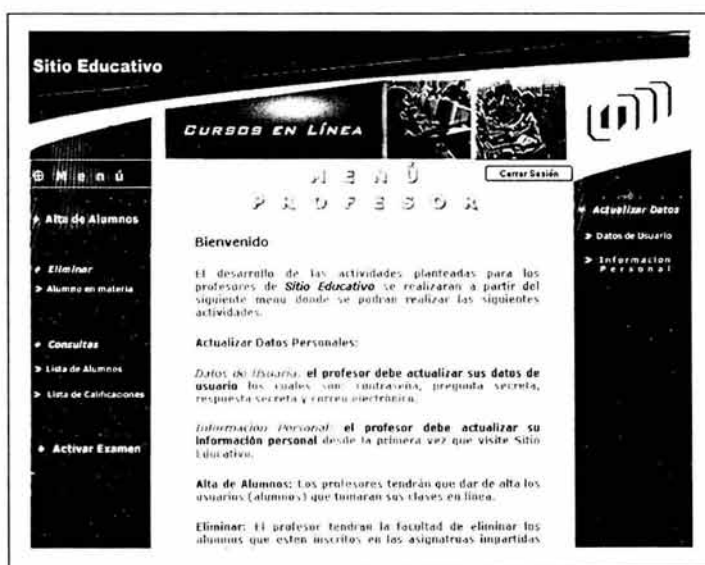 Sitio Educativo
CURSOS EN LÍNEA
Menú
Alta de Alumnos
Eliminar
Alumno en materia
Consultas
Lista de Alumnos
Lista de Calificaciones
Activar Examen
MENÚ
PROFESOR
Cerrar Sesión
Bienvenido
El desarrollo de las actividades planteadas para los
profesores de Sitio Educativo se realizaran a partir del
siguiente menu donde se podran realizar las siguientes
actividades.
Actualizar Datos Personales:
Datos de Usuario: el profesor debe actualizar sus datos de
usuario los cuales son: contraseña, pregunta secreta,
respuesta secreta y correo electrónico.
Informacion Personal: el profesor debe actualizar su
información personal desde la primera vez que visite Sitio
Educativo.
Alta de Alumnos: Los profesores tendrán que dar de alta los
usuarios (alumnos) que tomaran sus clases en línea.
Eliminar: El profesor tendran la facultad de eliminar los
alumnos que esten inscritos en las asignatruas impartidas
Actualizar Datos
Datos de Usuario
Informacion
Personal